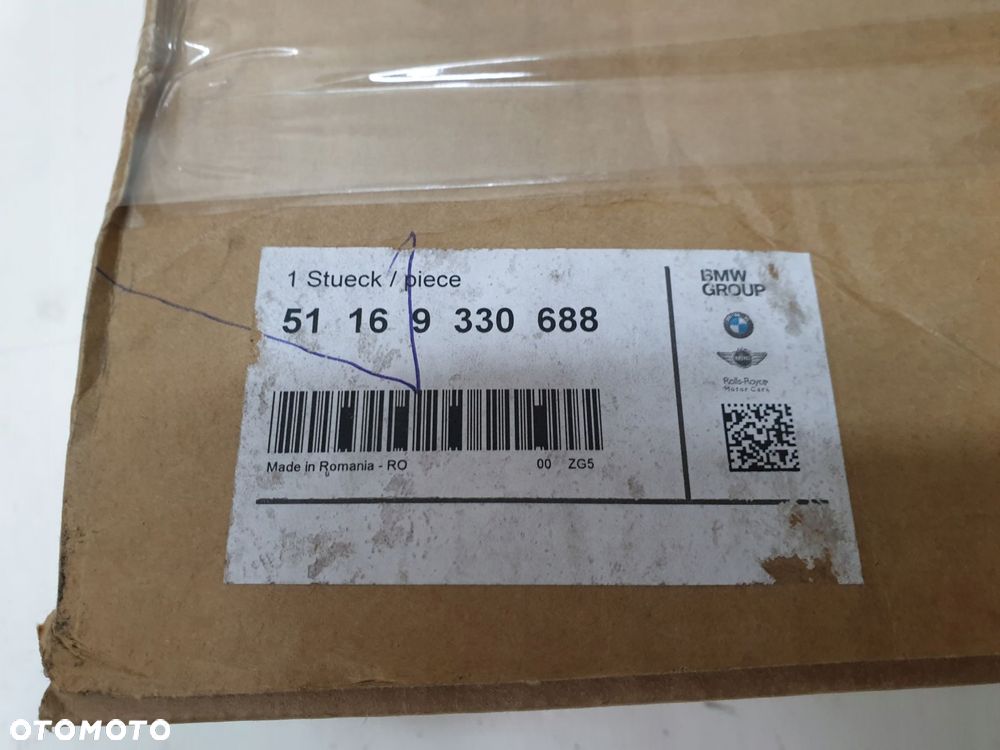 1 Stueck / piece
51 16 9 330 688
Made in Romania - RO
00 ZG5
BMW
GROUP
Rolls-Royce
Motor Cars
OTOMOTO